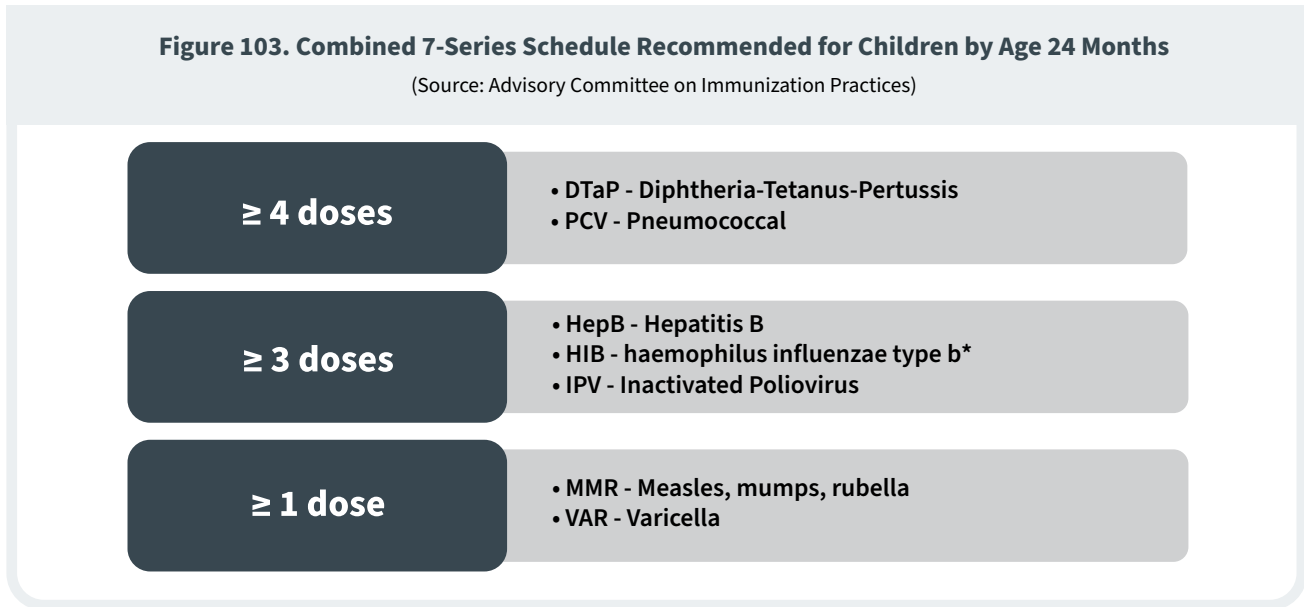 Figure 103. Combined 7-Series Schedule Recommended for Children by Age 24 Months
(Source: Advisory Committee on Immunization Practices)
≥ 4 doses
• DTaP - Diphtheria-Tetanus-Pertussis
• PCV - Pneumococcal
≥ 3 doses
• HepB - Hepatitis B
• HIB - haemophilus influenzae type b*
• IPV - Inactivated Poliovirus
≥ 1 dose
• MMR - Measles, mumps, rubella
• VAR - Varicella